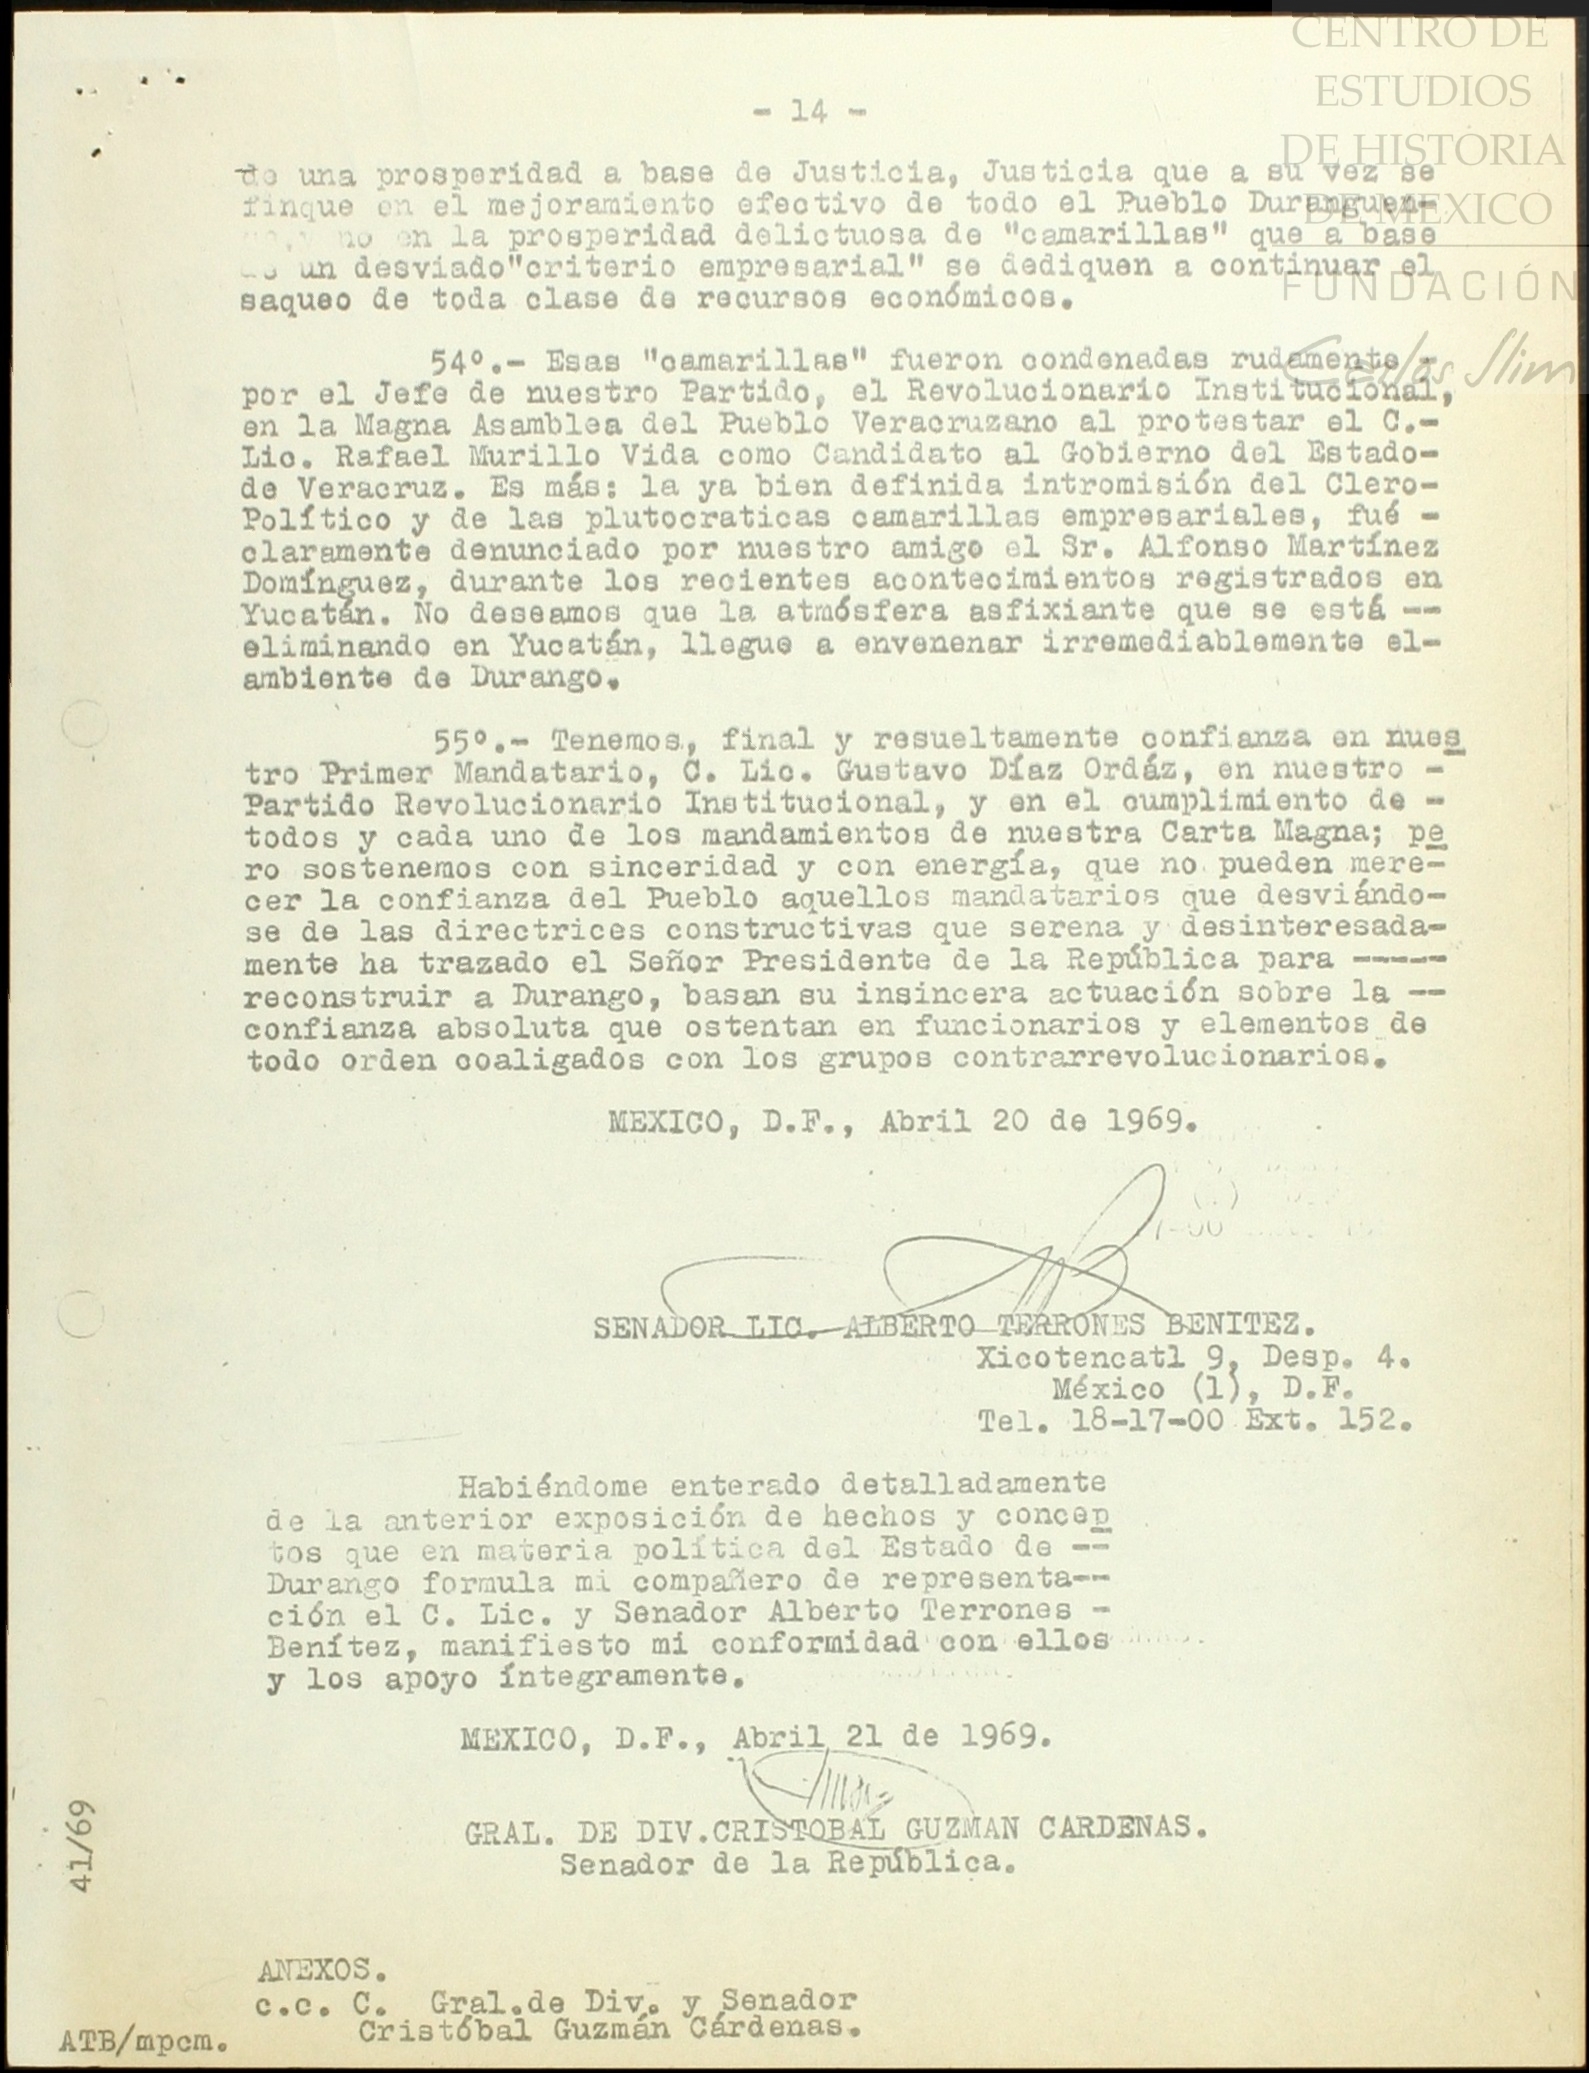 CENTRO DE
ESTUDIOS
DE HISTORIA
DE MEXICO
FUNDACIÓN
Carlos Slim
- 14 -
de una prosperidad a base de Justicia, Justicia que a su vez se
finque en el mejoramiento efectivo de todo el Pueblo Duranguen-
no en la prosperidad delictuosa de "camarillas" que a base
un desviado"criterio empresarial" se dediquen a continuar el
saqueo de toda clase de recursos económicos.
54º.- Esas "camarillas" fueron condenadas rudamente -
por el Jefe de nuestro Partido, el Revolucionario Institucional,
en la Magna Asamblea del Pueblo Veracruzano al protestar el C.-
Lic. Rafael Murillo Vida como Candidato al Gobierno del Estado-
de Veracruz. Es más: la ya bien definida intromisión del Clero-
Político y de las plutocraticas camarillas empresariales, fué -
claramente denunciado por nuestro amigo el Sr. Alfonso Martínez
Domínguez, durante los recientes acontecimientos registrados en
Yucatán. No deseamos que la atmósfera asfixiante que se está --
eliminando en Yucatán, llegue a envenenar irremediablemente el-
ambiente de Durango.
55º.- Tenemos, final y resueltamente confianza en nues
tro Primer Mandatario, C. Lic. Gustavo Díaz Ordáz, en nuestro -
Partido Revolucionario Institucional, y en el cumplimiento de -
todos y cada uno de los mandamientos de nuestra Carta Magna; pe
ro sostenemos con sinceridad y con energía, que no pueden mere-
cer la confianza del Pueblo aquellos mandatarios que desviándo-
se de las directrices constructivas que serena y desinteresada-
mente ha trazado el Señor Presidente de la República para -----
reconstruir a Durango, basan su insincera actuación sobre la --
confianza absoluta que ostentan en funcionarios y elementos de
todo orden coaligados con los grupos contrarrevolucionarios.
MEXICO, D.F., Abril 20 de 1969.
SENADOR LIC. ALBERTO TERRONES BENITEZ.
Xicotencatl 9, Desp. 4.
México (1), D.F.
Tel. 18-17-00 Ext. 152.
Habiéndome enterado detalladamente
de la anterior exposición de hechos y concep
tos que en materia política del Estado de --
Durango formula mi compañero de representa--
ción el C. Lic. y Senador Alberto Terrones -
Benítez, manifiesto mi conformidad con ellos
y los apoyo íntegramente.
MEXICO, D.F., Abril 21 de 1969.
GRAL. DE DIV.CRISTOBAL GUZMAN CARDENAS.
Senador de la República.
41/69
ANEXOS.
c.c. C. Gral.de Div. y Senador
Cristóbal Guzmán Cárdenas.
ATB/mpcm.